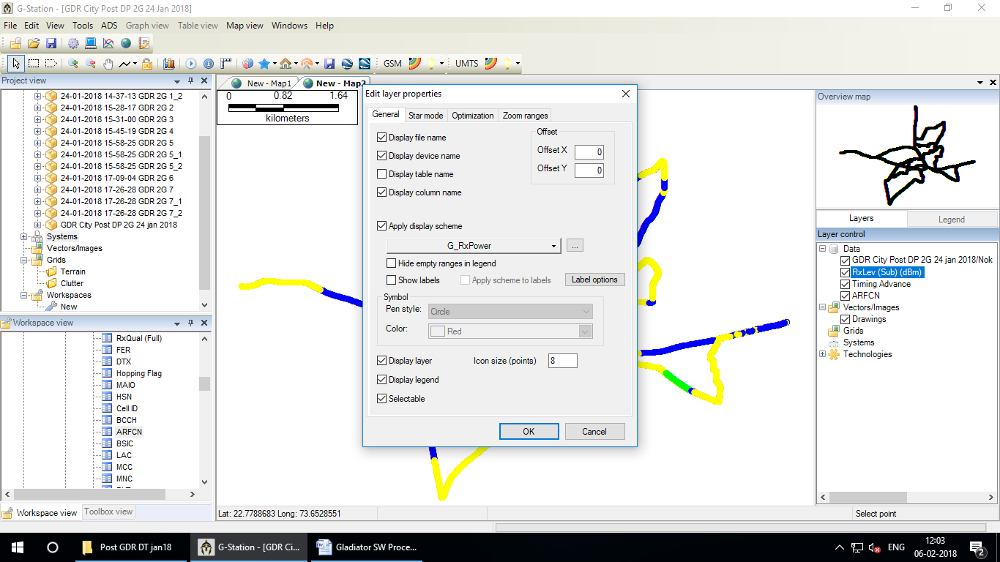 G-Station - [GDR City Post DP 2G 24 Jan 2018]
File Edit View Tools ADS Graph view Table view Map view Windows Help
GSM UMTS
Project view
24-01-2018 14-37-13 GDR 2G 1_2
24-01-2018 15-28-17 GDR 2G 2
24-01-2018 15-31-00 GDR 2G 3
24-01-2018 15-45-19 GDR 2G 4
24-01-2018 15-58-25 GDR 2G 5
24-01-2018 15-58-25 GDR 2G 5_1
24-01-2018 15-58-25 GDR 2G 5_2
24-01-2018 17-09-04 GDR 2G 6
24-01-2018 17-26-28 GDR 2G 7
24-01-2018 17-26-28 GDR 2G 7_1
24-01-2018 17-26-28 GDR 2G 7_2
GDR City Post DP 2G 24 jan 2018
Systems
Vectors/Images
Grids
Terrain
Clutter
Workspaces
New
Workspace view
RxQual (Full)
FER
DTX
Hopping Flag
MAIO
HSN
Cell ID
BCCH
ARFCN
BSIC
LAC
MCC
MNC
Workspace view Toolbox view
New - Map1 New - Map2
0 0.82 1.64
kilometers
Edit layer properties
General Star mode Optimization Zoom ranges
Display file name
Display device name
Display table name
Display column name
Offset
Offset X 0
Offset Y 0
Apply display scheme
G_RxPower ...
Hide empty ranges in legend
Show labels Apply scheme to labels Label options
Symbol
Pen style: Circle
Color: Red
Display layer Icon size (points) 8
Display legend
Selectable
OK Cancel
Overview map
Layers Legend
Layer control
Data
GDR City Post DP 2G 24 jan 2018/Nok
RxLev (Sub) (dBm)
Timing Advance
ARFCN
Vectors/Images
Drawings
Grids
Systems
Technologies
Lat: 22.7788683 Long: 73.6528551
Select point
Post GDR DT jan18
G-Station - [GDR Ci...
Gladiator SW Proce...
ENG
12:03
06-02-2018
2